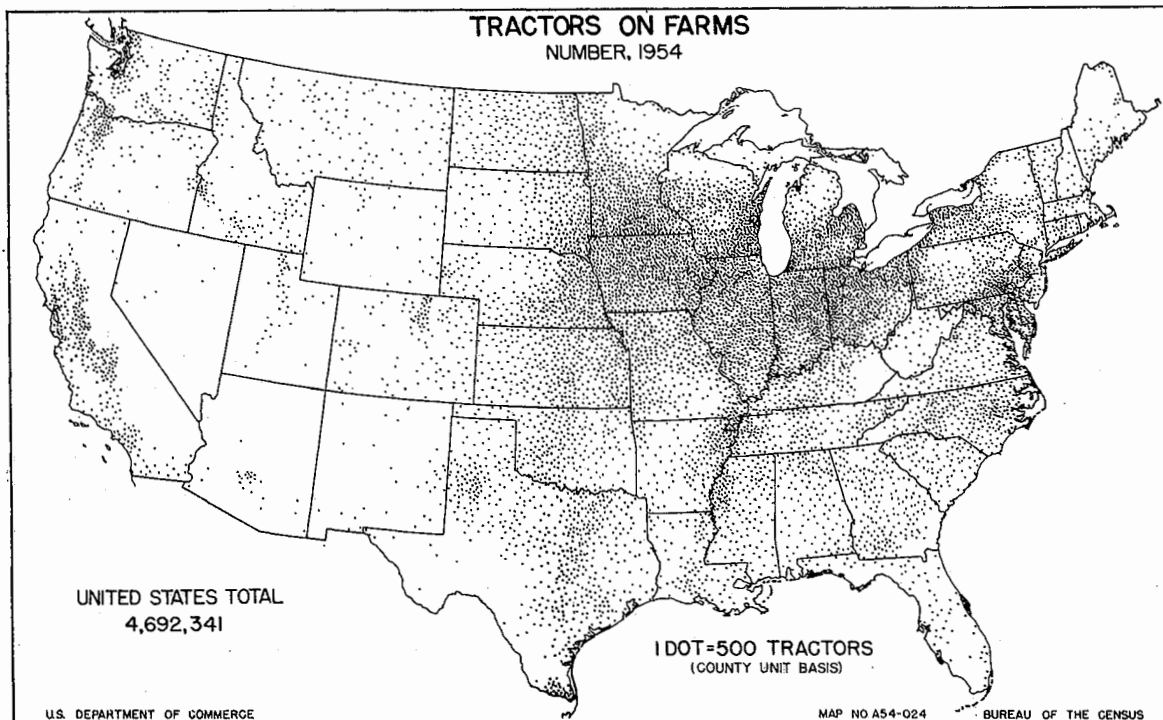 TRACTORS ON FARMS
NUMBER, 1954
UNITED STATES TOTAL
4,692,341
1 DOT=500 TRACTORS
(COUNTY UNIT BASIS)
U.S. DEPARTMENT OF COMMERCE
MAP NO A54-024
BUREAU OF THE CENSUS